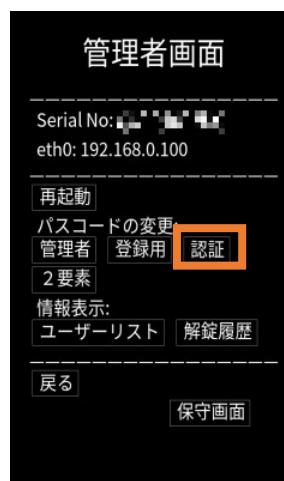 管理者画面
Serial No:
eth0: 192.168.0.100
再起動
パスコードの変更:
管理者 登録用 認証
2要素
情報表示:
ユーザーリスト 解錠履歴
戻る
保守画面